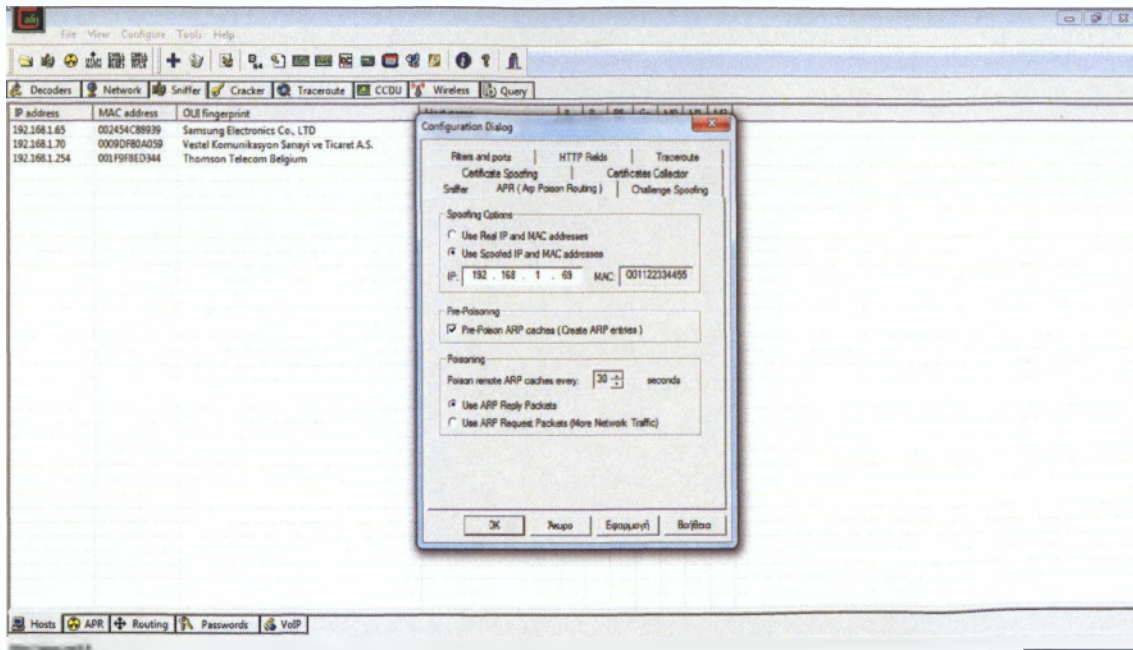 File View Configure Tools Help
Decoders Network Sniffer Cracker Traceroute CCDU Wireless Query
IP address MAC address OUI fingerprint
192.168.1.65 002454C88939 Samsung Electronics Co., LTD
192.168.1.70 0009DF80A059 Vestel Komunikasyon Sanayi ve Ticaret A.S.
192.168.1.254 001F9F8ED344 Thomson Telecom Belgium
Configuration Dialog
Filters and ports HTTP Fields Traceroute
Certificate Spoofing Certificates Collector
Sniffer APR ( Arp Poison Routing ) Challenge Spoofing
Spoofing Options
Use Real IP and MAC addresses
Use Spoofed IP and MAC addresses
IP: 192 . 168 . 1 . 69 MAC: 001122334455
Pre-Poisoning
Pre-Poison ARP caches ( Create ARP entries )
Poisoning
Poison remote ARP caches every: 30 seconds
Use ARP Reply Packets
Use ARP Request Packets (More Network Traffic)
OK Άκυρο Εφαρμογή Βοήθεια
Hosts APR Routing Passwords VoIP